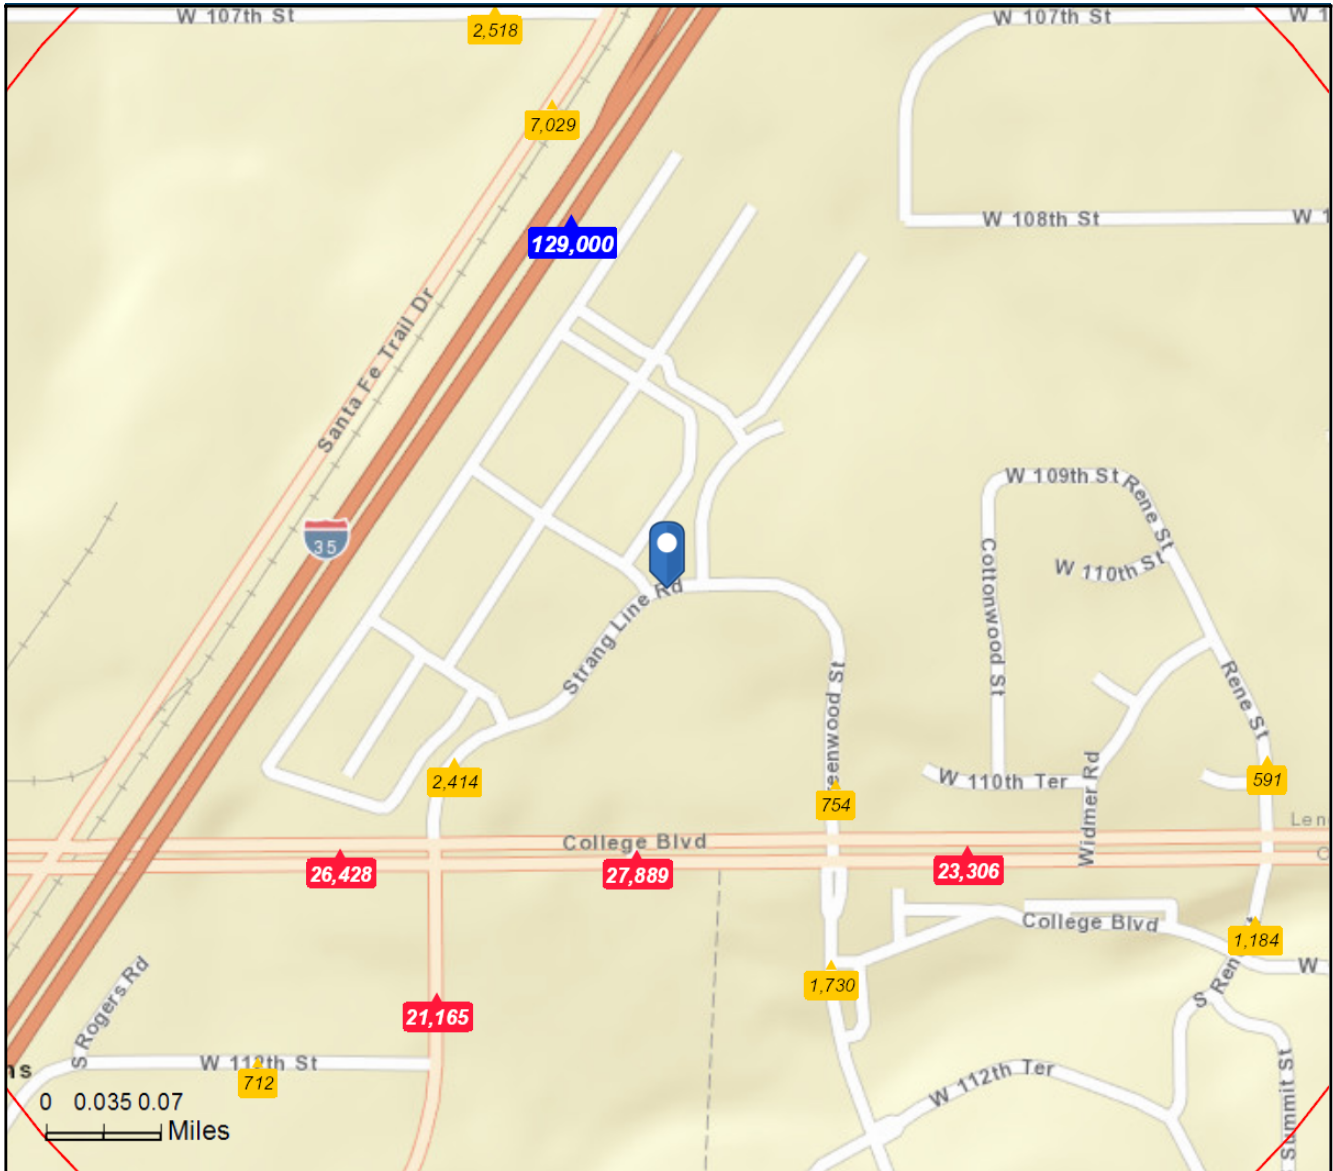 W 107th St
2,518
W 107th St
W 1
7,029
129,000
W 108th St
W 1
Santa Fe Trail Dr
35
W 109th St
Rene St
W 110th St
Cottonwood St
Strang Line Rd
Rene St
eenwood St
2,414
754
W 110th Ter
Widmer Rd
591
Len
College Blvd
26,428
27,889
23,306
College Blvd
1,184
W
S Ren
S Rogers Rd
1,730
21,165
W 112th St
712
ns
W 112th Ter
Summit St
0 0.035 0.07
Miles